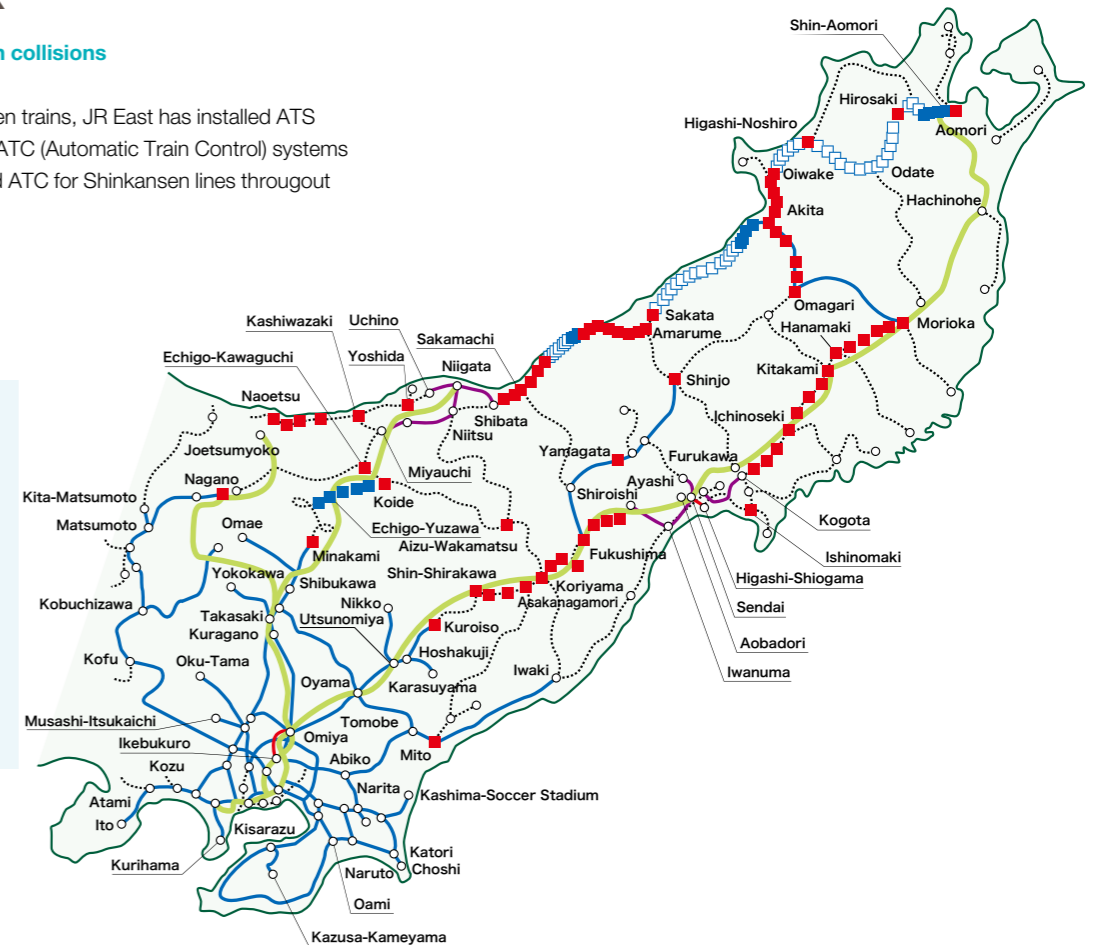 n collisions
en trains, JR East has installed ATS
ATC (Automatic Train Control) systems
d ATC for Shinkansen lines througout
Shin-Aomori
Hirosaki
Higashi-Noshiro
Aomori
Oiwake
Odate
Hachinohe
Akita
Omagari
Sakata
Amarume
Morioka
Hanamaki
Kashiwazaki
Uchino
Sakamachi
Echigo-Kawaguchi
Yoshida
Niigata
Kitakami
Shinjo
Naoetsu
Ichinoseki
Shibata
Niitsu
Joetsumyoko
Yamagata
Furukawa
Miyauchi
Ayashi
Nagano
Shiroishi
Kita-Matsumoto
Koide
Kogota
Matsumoto
Omae
Echigo-Yuzawa
Aizu-Wakamatsu
Minakami
Fukushima
Ishinomaki
Yokokawa
Shibukawa
Shin-Shirakawa
Higashi-Shiogama
Koriyama
Kobuchizawa
Nikko
Asakanagamori
Takasaki
Utsunomiya
Sendai
Kuragano
Kuroiso
Kofu
Oku-Tama
Hoshakuji
Aobadori
Iwaki
Oyama
Karasuyama
Iwanuma
Musashi-Itsukaichi
Tomobe
Omiya
Ikebukuro
Mito
Abiko
Kozu
Narita
Kashima-Soccer Stadium
Atami
Ito
Kisarazu
Katori
Kurihama
Choshi
Naruto
Oami
Kazusa-Kameyama